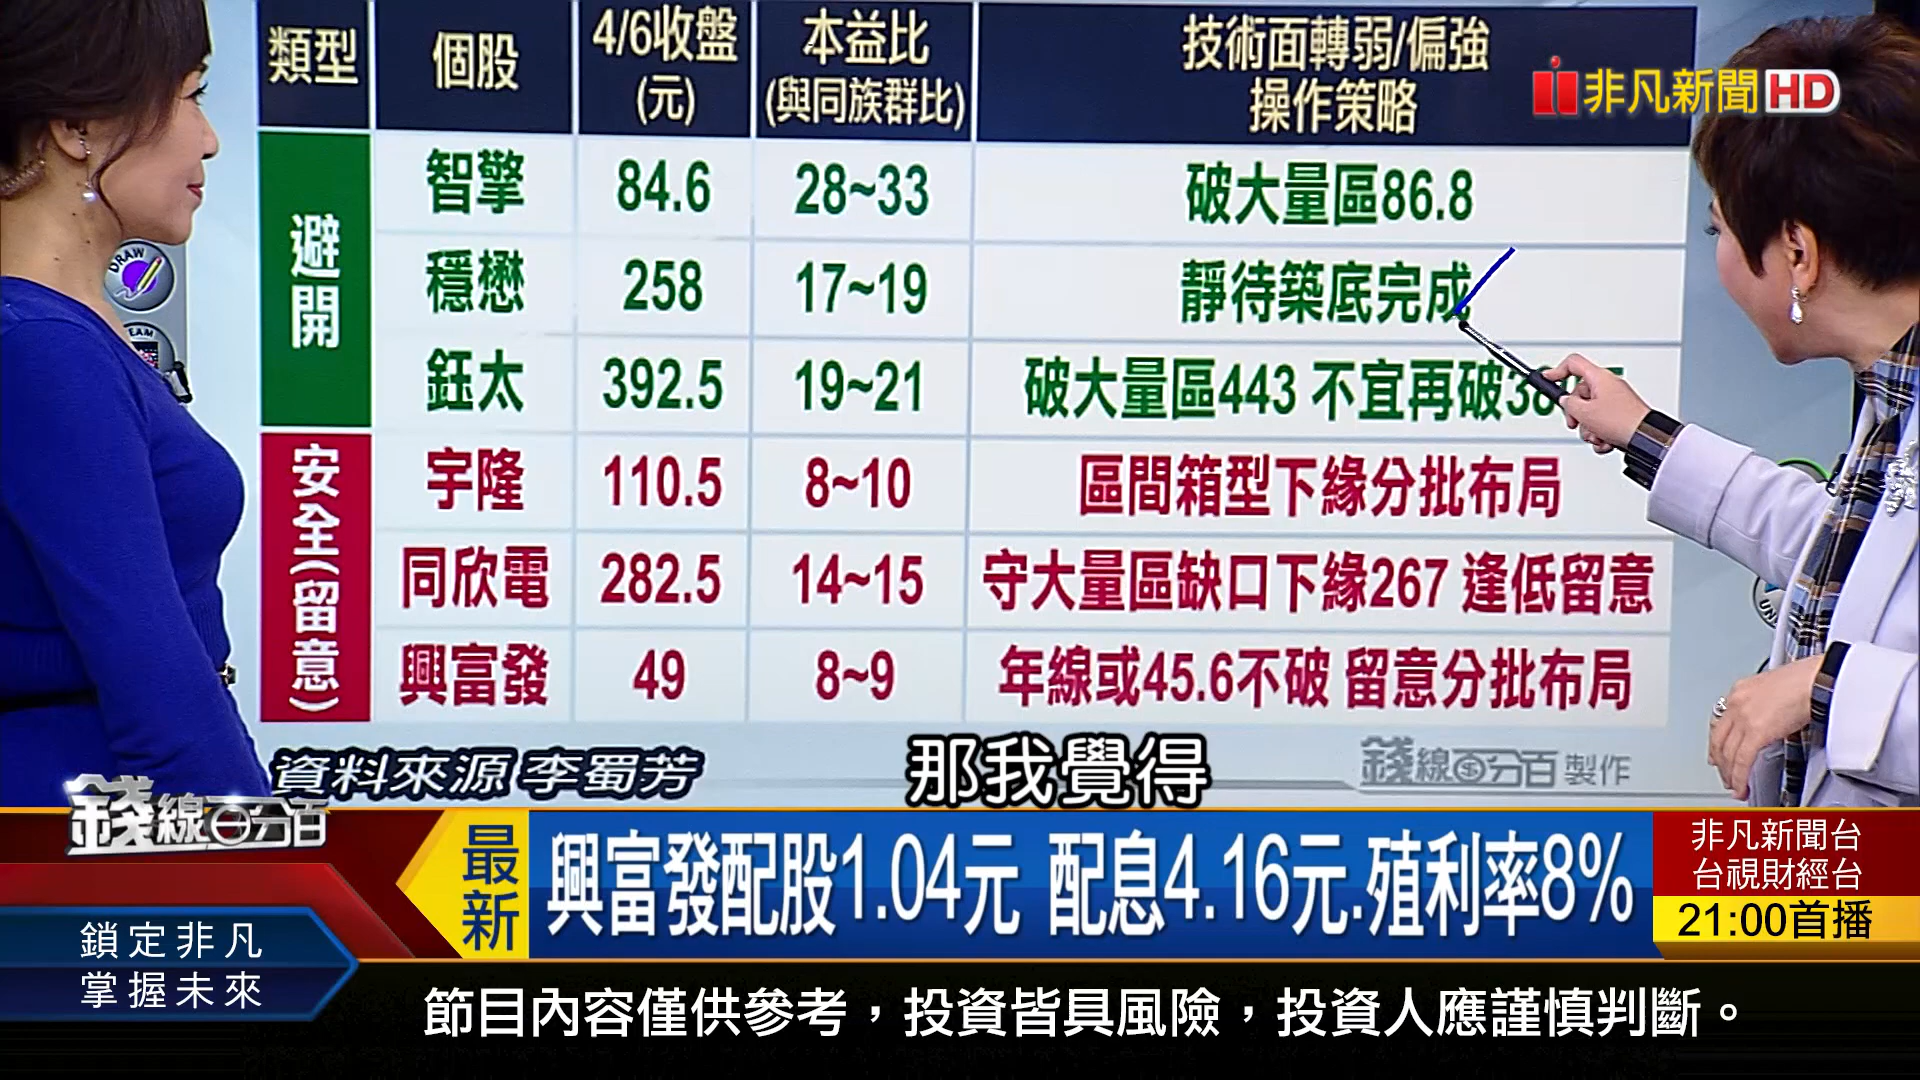 類型 個股 4/6收盤(元) 本益比(與同族群比) 技術面轉弱/偏強操作策略
非凡新聞HD
避開
智擎 84.6 28~33 破大量區86.8
穩懋 258 17~19 靜待築底完成
鈺太 392.5 19~21 破大量區443 不宜再破
安全(留意)
宇隆 110.5 8~10 區間箱型下緣分批布局
同欣電 282.5 14~15 守大量區缺口下緣267 逢低留意
興富發 49 8~9 年線或45.6不破 留意分批布局
DRAW
資料來源 李蜀芳
那我覺得
錢線百分百 製作
錢線百分百
最新
興富發配股1.04元 配息4.16元.殖利率8%
非凡新聞台
台視財經台
21:00首播
鎖定非凡
掌握未來
節目內容僅供參考，投資皆具風險，投資人應謹慎判斷。